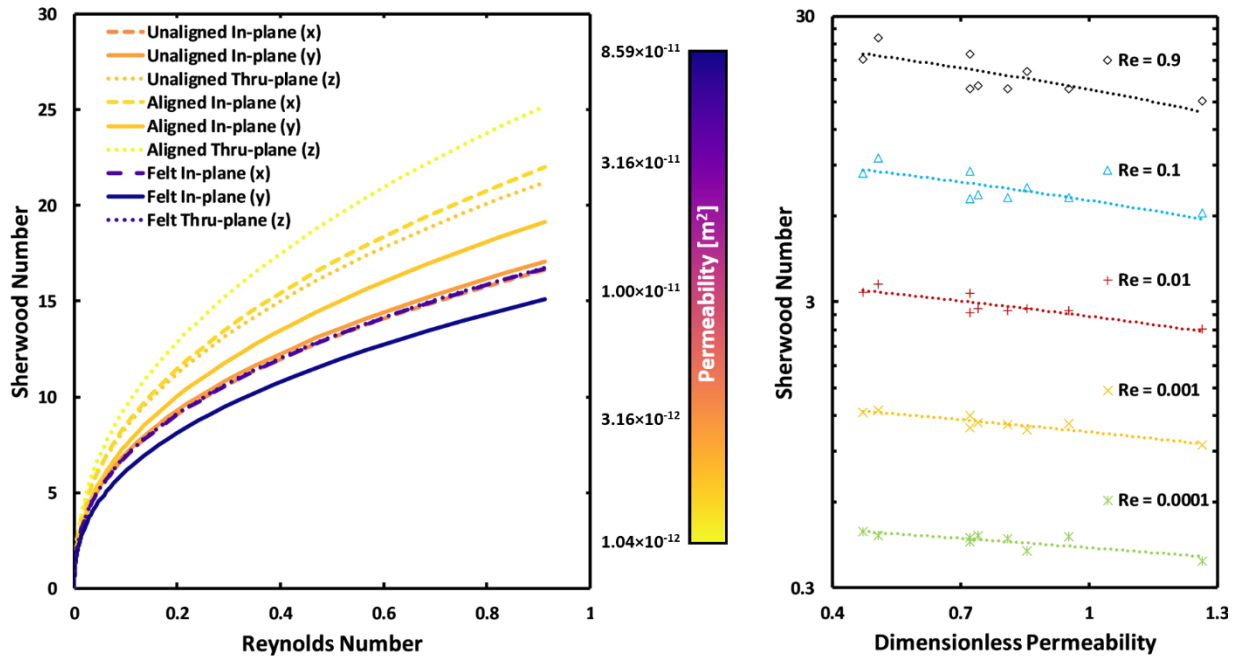 Sherwood Number
30
25
20
15
10
5
0
0
0.2
0.4
0.6
0.8
1
Reynolds Number
Unaligned In-plane (x)
Unaligned In-plane (y)
Unaligned Thru-plane (z)
Aligned In-plane (x)
Aligned In-plane (y)
Aligned Thru-plane (z)
Felt In-plane (x)
Felt In-plane (y)
Felt Thru-plane (z)
8.59×10⁻¹¹
3.16×10⁻¹¹
1.00×10⁻¹¹
3.16×10⁻¹²
1.04×10⁻¹²
Permeability [m²]
Sherwood Number
30
3
0.3
0.4
0.7
1
1.3
Dimensionless Permeability
Re = 0.9
Re = 0.1
Re = 0.01
Re = 0.001
Re = 0.0001